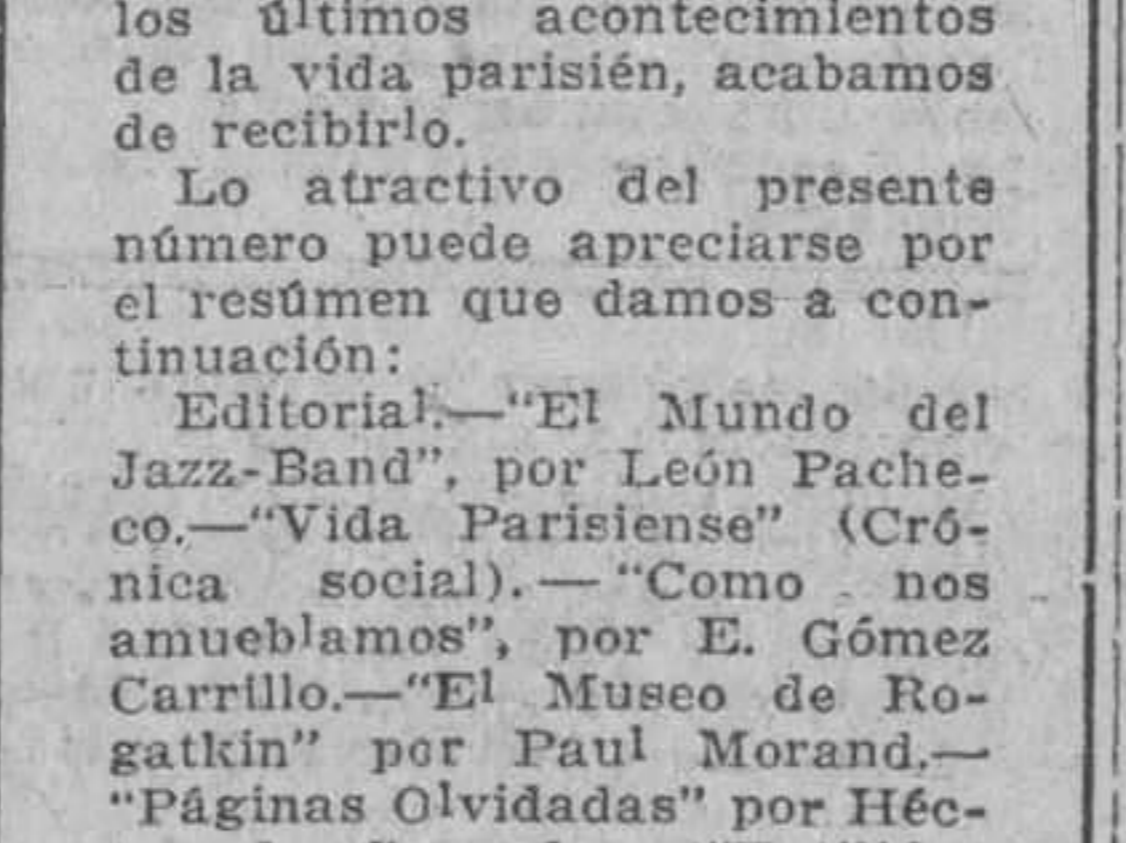 los últimos acontecimientos
de la vida parisién, acabamos
de recibirlo.
Lo atractivo del presente
número puede apreciarse por
el resúmen que damos a con-
tinuación:
Editorial.—“El Mundo del
Jazz-Band”, por León Pache-
co.—“Vida Parisiense” (Cró-
nica social).—“Como nos
amueblamos”, por E. Gómez
Carrillo.—“El Museo de Ro-
gatkin” por Paul Morand.—
“Páginas Olvidadas” por Héc-